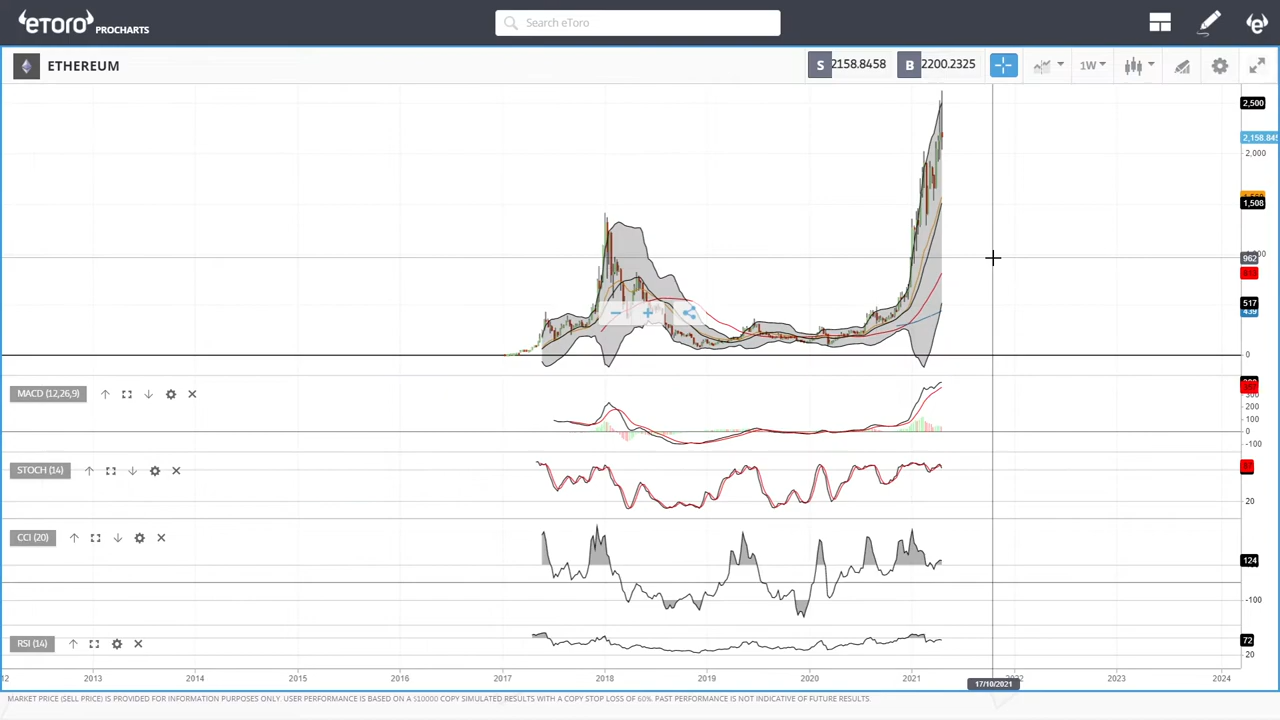 eToro PROCHARTS
Search eToro
ETHEREUM
S 2158.8458
B 2200.2325
1W
2,500
2,158.845
2,000
1,508
962
517
439
0
MACD (12,26,9)
300
200
100
0
-100
STOCH (14)
20
CCI (20)
124
-100
RSI (14)
72
20
2013 2014 2015 2016 2017 2018 2019 2020 2021 2022 2023 2024
17/10/2021
MARKET PRICE (SELL PRICE) IS PROVIDED FOR INFORMATION PURPOSES ONLY. USER PERFORMANCE IS BASED ON A $10000 COPY SIMULATED RESULTS WITH A COPY STOP LOSS OF 60%. PAST PERFORMANCE IS NOT INDICATIVE OF FUTURE RESULTS.